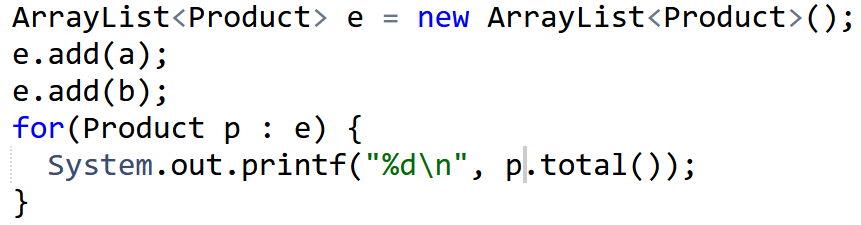 ArrayList<Product> e = new ArrayList<Product>();
e.add(a);
e.add(b);
for(Product p : e) {
  System.out.printf("%d\n", p.total());
}